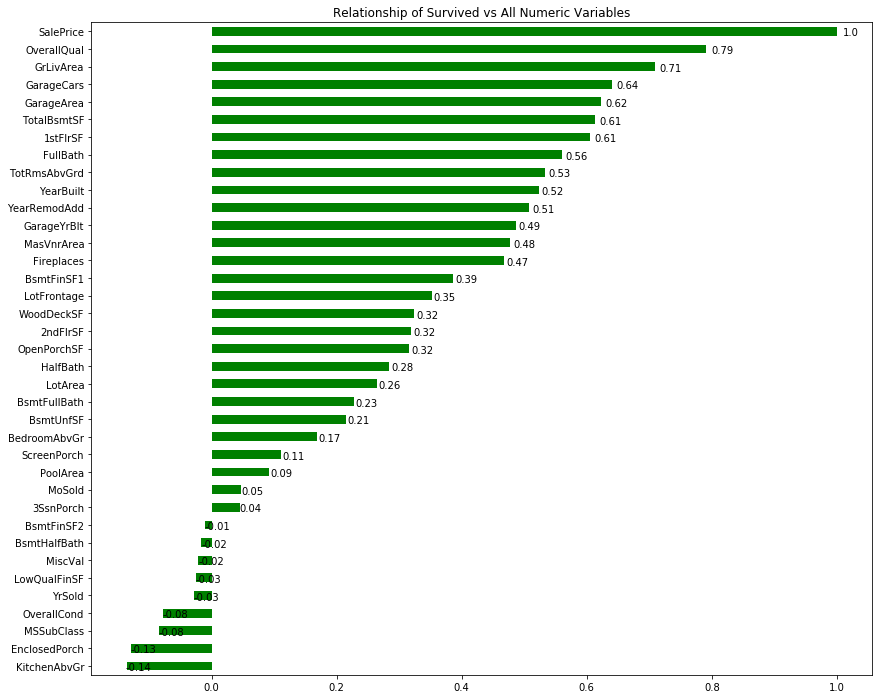 Relationship of Survived vs All Numeric Variables
SalePrice 1.0
OverallQual 0.79
GrLivArea 0.71
GarageCars 0.64
GarageArea 0.62
TotalBsmtSF 0.61
1stFlrSF 0.61
FullBath 0.56
TotRmsAbvGrd 0.53
YearBuilt 0.52
YearRemodAdd 0.51
GarageYrBlt 0.49
MasVnrArea 0.48
Fireplaces 0.47
BsmtFinSF1 0.39
LotFrontage 0.35
WoodDeckSF 0.32
2ndFlrSF 0.32
OpenPorchSF 0.32
HalfBath 0.28
LotArea 0.26
BsmtFullBath 0.23
BsmtUnfSF 0.21
BedroomAbvGr 0.17
ScreenPorch 0.11
PoolArea 0.09
MoSold 0.05
3SsnPorch 0.04
BsmtFinSF2 -0.01
BsmtHalfBath -0.02
MiscVal -0.02
LowQualFinSF -0.03
YrSold -0.03
OverallCond -0.08
MSSubClass -0.08
EnclosedPorch -0.13
KitchenAbvGr -0.14
0.0 0.2 0.4 0.6 0.8 1.0